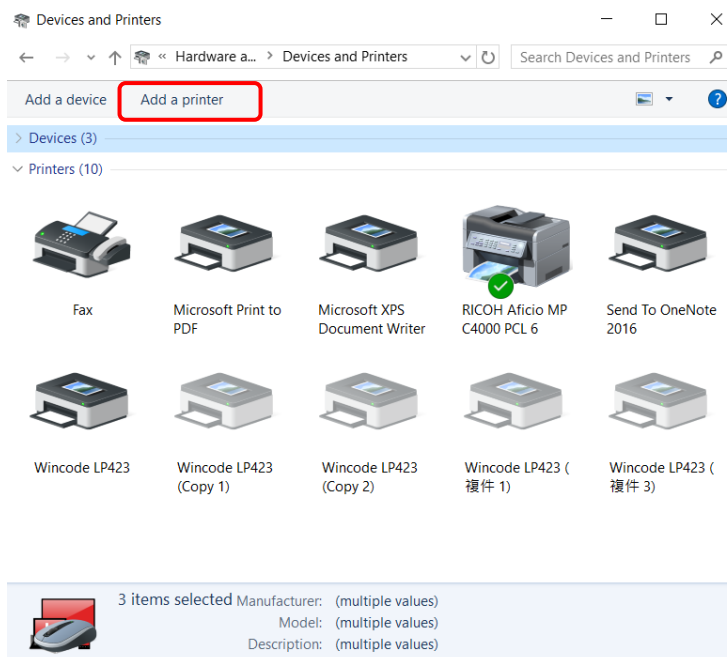 Devices and Printers
« Hardware a... > Devices and Printers
Search Devices and Printers
Add a device
Add a printer
?
Devices (3)
Printers (10)
Fax
Microsoft Print to
PDF
Microsoft XPS
Document Writer
RICOH Aficio MP
C4000 PCL 6
Send To OneNote
2016
Wincode LP423
Wincode LP423
(Copy 1)
Wincode LP423
(Copy 2)
Wincode LP423 (
複件 1)
Wincode LP423 (
複件 3)
3 items selected Manufacturer: (multiple values)
Model: (multiple values)
Description: (multiple values)